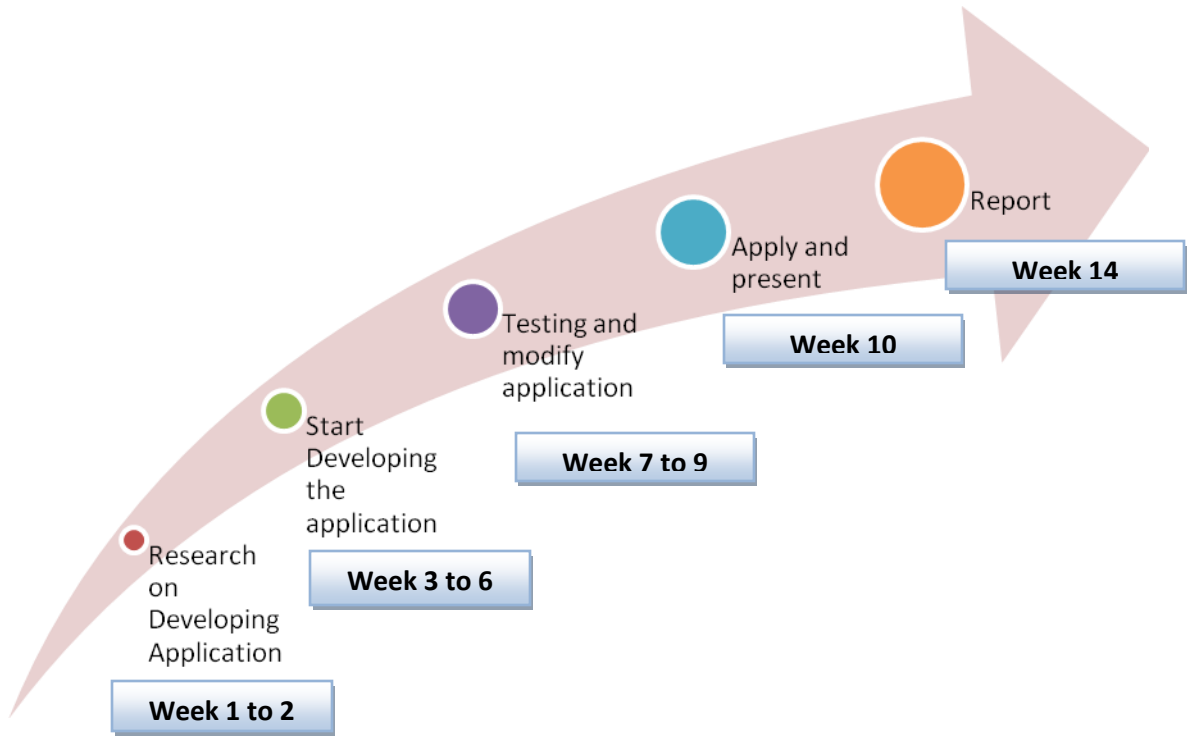 Research
on
Developing
Application
Week 1 to 2
Start
Developing
the
application
Week 3 to 6
Testing and
modify
application
Week 7 to 9
Apply and
present
Week 10
Report
Week 14